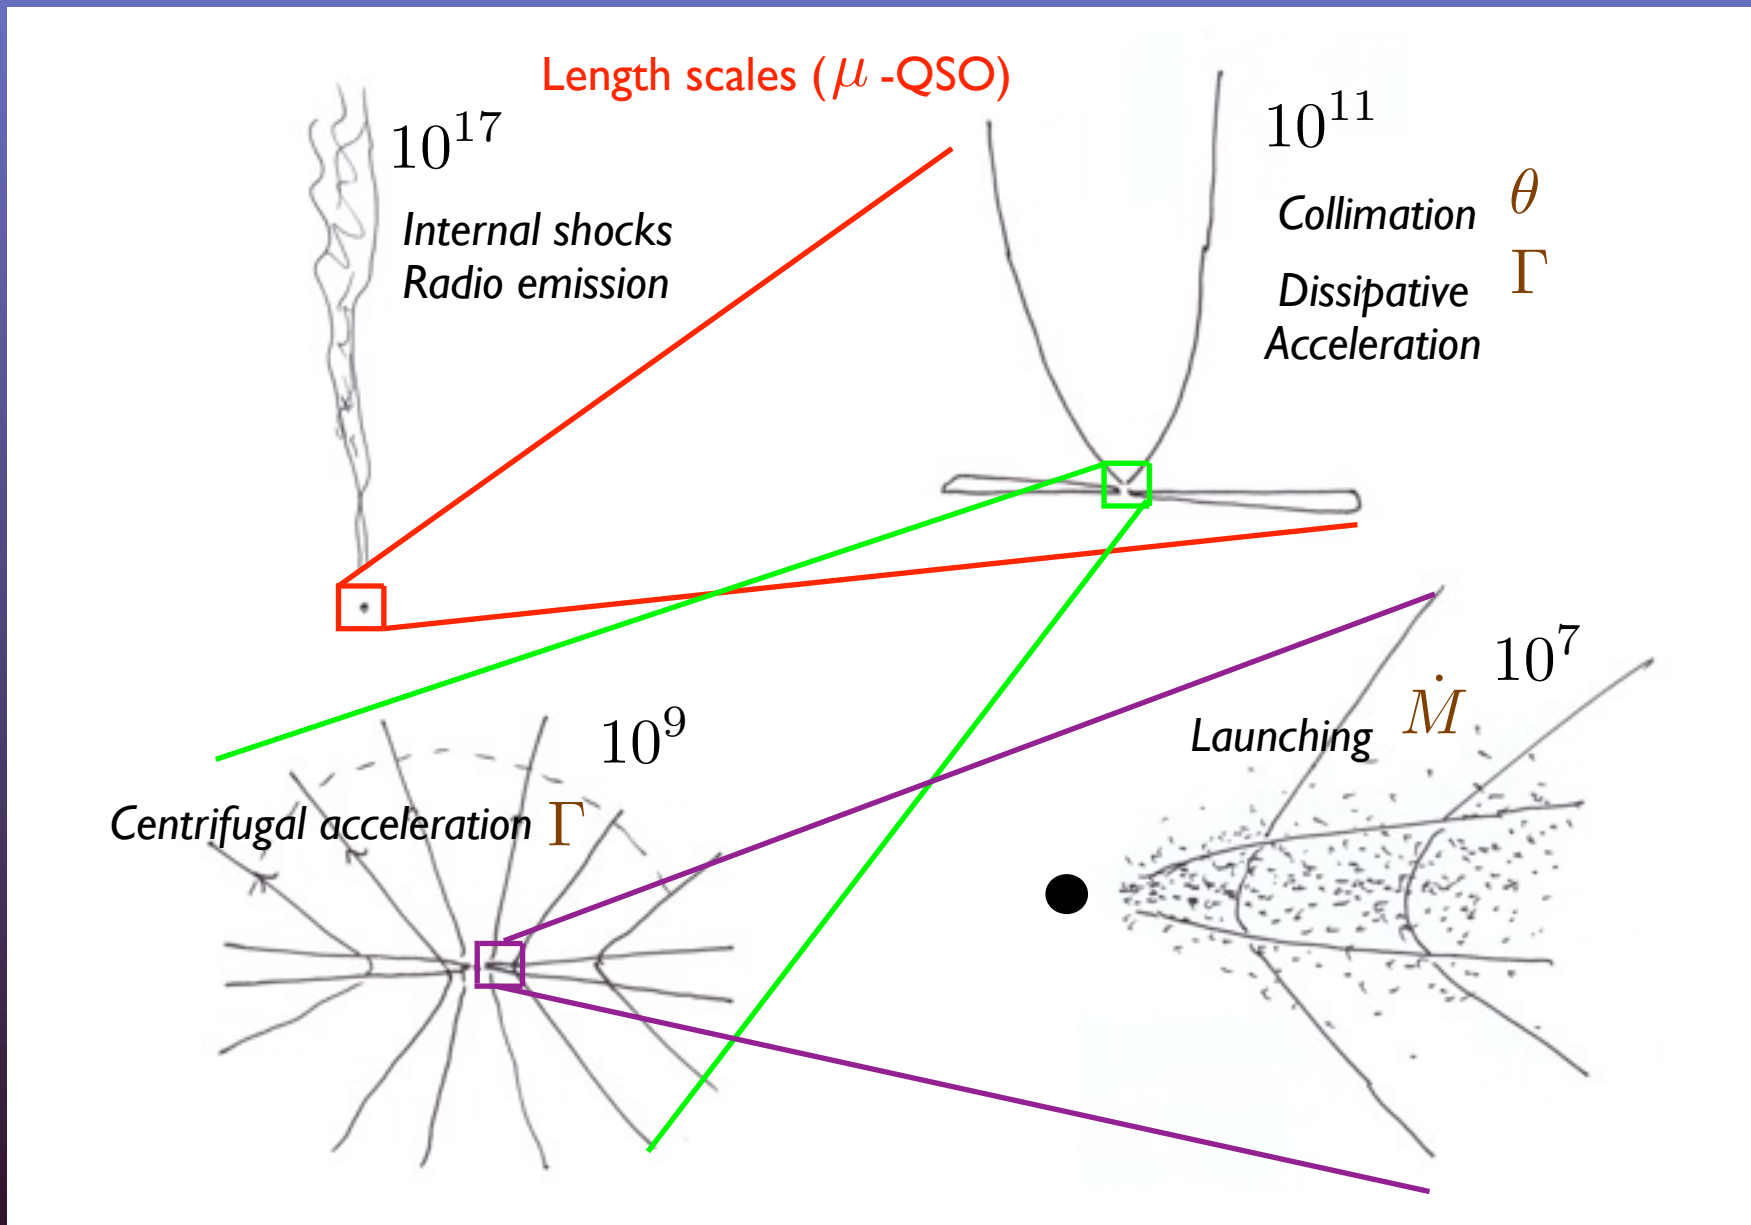 Length scales (μ -QSO)
10^17
Internal shocks
Radio emission
10^11
Collimation θ
Dissipative Γ
Acceleration
10^9
Centrifugal acceleration Γ
10^7
Launching Ṁ